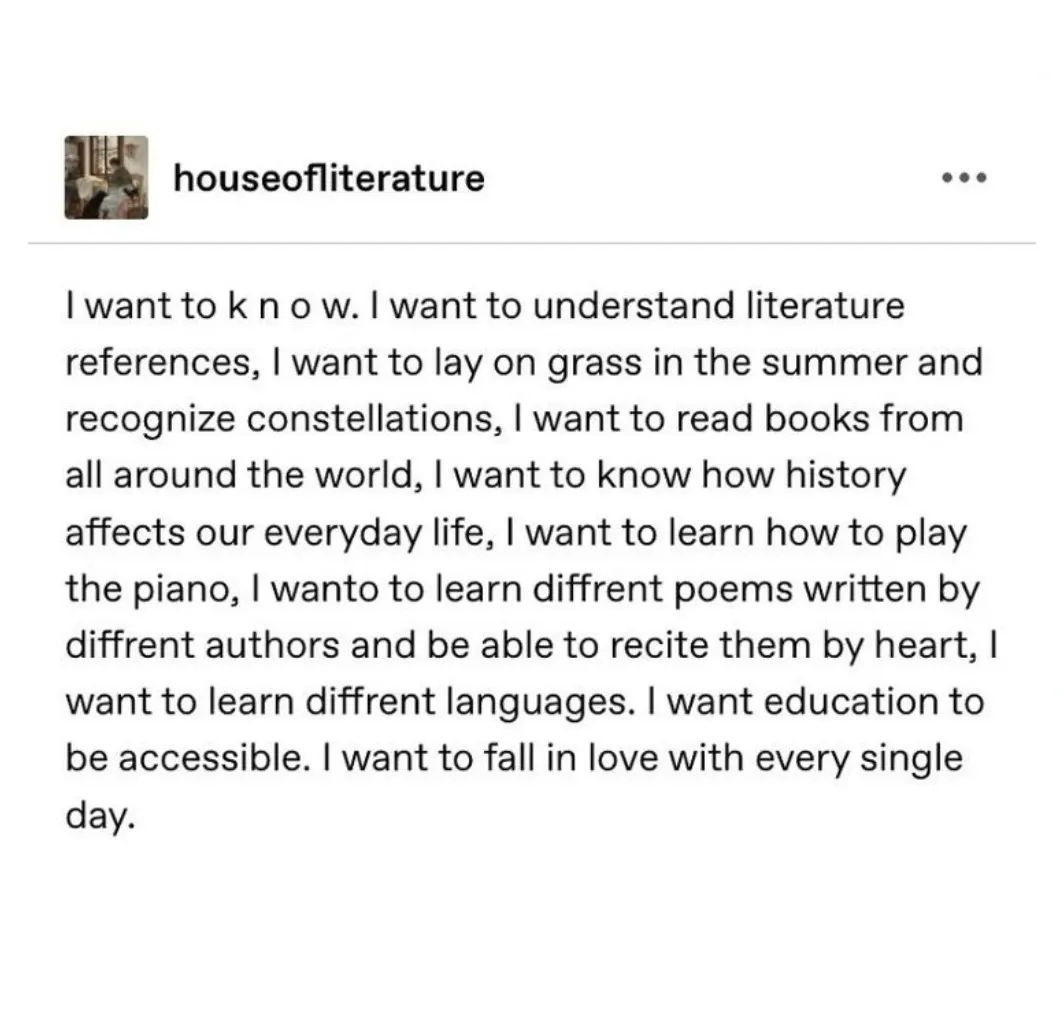 houseofliterature
I want to k n o w. I want to understand literature
references, I want to lay on grass in the summer and
recognize constellations, I want to read books from
all around the world, I want to know how history
affects our everyday life, I want to learn how to play
the piano, I wanto to learn diffrent poems written by
diffrent authors and be able to recite them by heart, I
want to learn diffrent languages. I want education to
be accessible. I want to fall in love with every single
day.